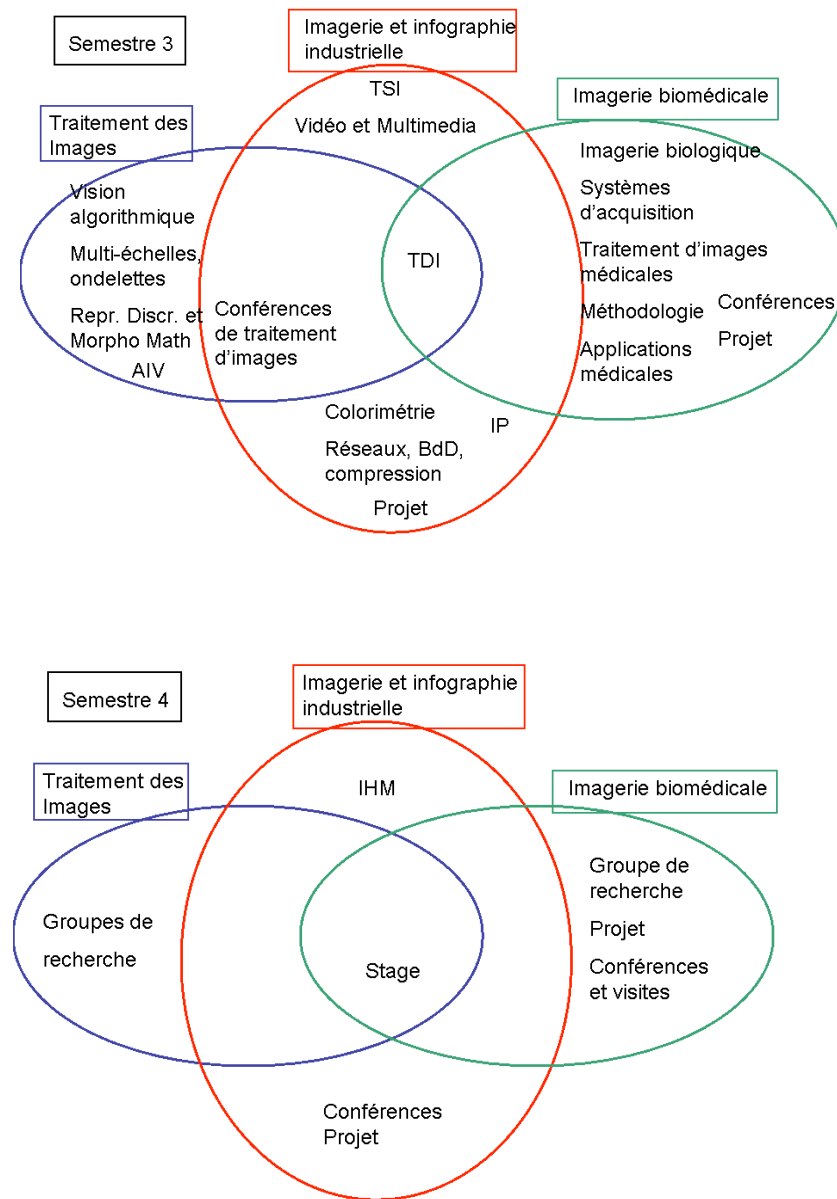 Semestre 3
Imagerie et infographie
industrielle
TSI
Vidéo et Multimedia
Imagerie biomédicale
Traitement des
Images
Vision
algorithmique
Multi-échelles,
ondelettes
Repr. Discr. et
Morpho Math
AIV
Conférences
de traitement
d'images
TDI
Imagerie biologique
Systèmes
d'acquisition
Traitement d'images
médicales
Méthodologie
Applications
médicales
Conférences
Projet
Colorimétrie
IP
Réseaux, BdD,
compression
Projet
Semestre 4
Imagerie et infographie
industrielle
Traitement des
Images
IHM
Imagerie biomédicale
Groupes de
recherche
Stage
Groupe de
recherche
Projet
Conférences
et visites
Conférences
Projet